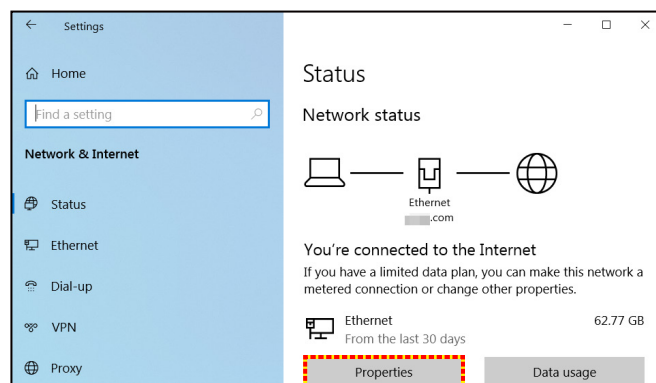 Settings
Home
Find a setting
Network & Internet
Status
Ethernet
Dial-up
VPN
Proxy
Status
Network status
Ethernet
.com
You're connected to the Internet
If you have a limited data plan, you can make this network a
metered connection or change other properties.
Ethernet 62.77 GB
From the last 30 days
Properties Data usage